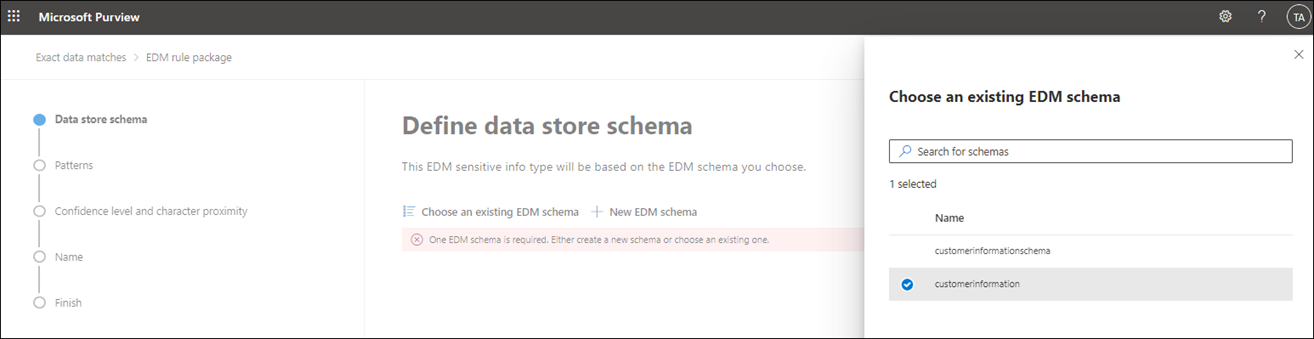 Microsoft Purview
? TA
Exact data matches > EDM rule package
Data store schema
Patterns
Confidence level and character proximity
Name
Finish
Define data store schema
This EDM sensitive info type will be based on the EDM schema you choose.
Choose an existing EDM schema + New EDM schema
One EDM schema is required. Either create a new schema or choose an existing one.
Choose an existing EDM schema
Search for schemas
1 selected
Name
customerinformationschema
customerinformation